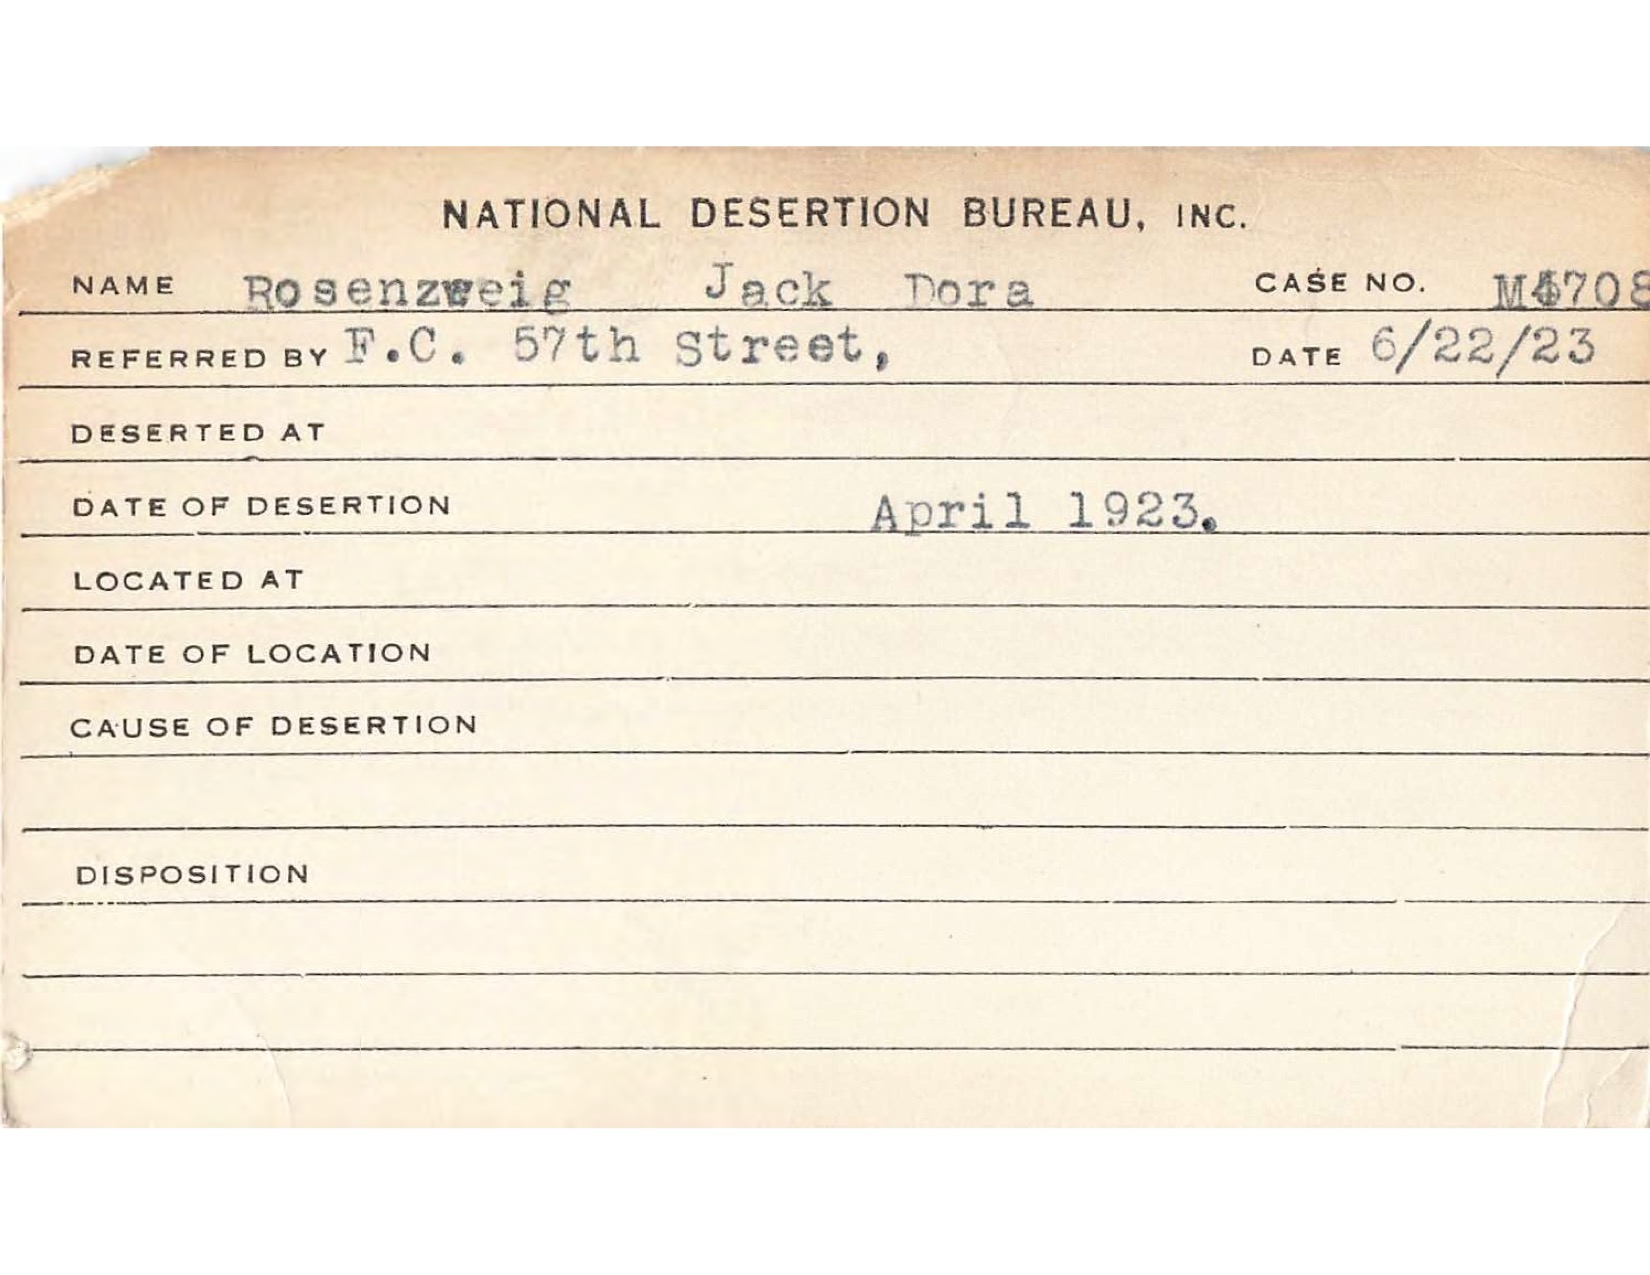 NATIONAL DESERTION BUREAU, INC.
NAME Rosenzweig Jack Dora CASE NO.
REFERRED BY F.C. 57th Street, DATE 6/22/23
DESERTED AT
DATE OF DESERTION April 1923.
LOCATED AT
DATE OF LOCATION
CAUSE OF DESERTION
DISPOSITION